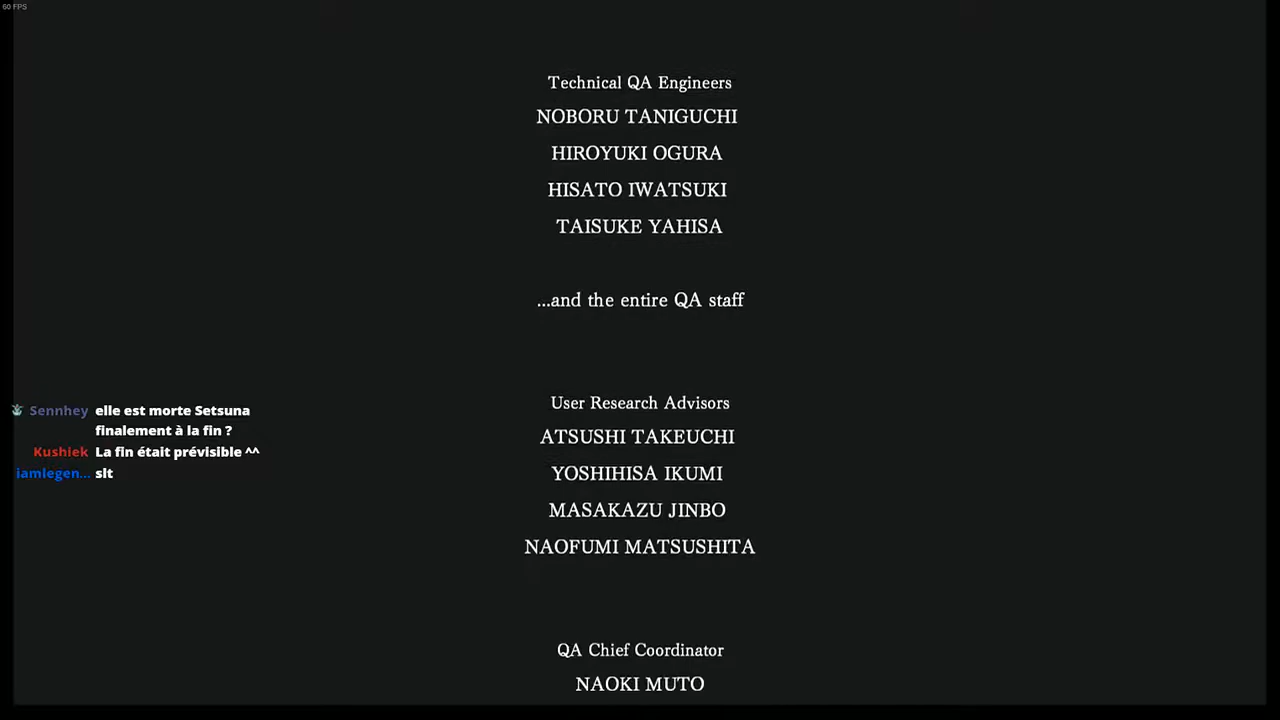 60 FPS
Technical QA Engineers
NOBORU TANIGUCHI
HIROYUKI OGURA
HISATO IWATSUKI
TAISUKE YAHISA
...and the entire QA staff
User Research Advisors
ATSUSHI TAKEUCHI
YOSHIHISA IKUMI
MASAKAZU JINBO
NAOFUMI MATSUSHITA
QA Chief Coordinator
NAOKI MUTO
Sennhey elle est morte Setsuna
finalement à la fin ?
Kushiek La fin était prévisible ^^
iamlegen... slt